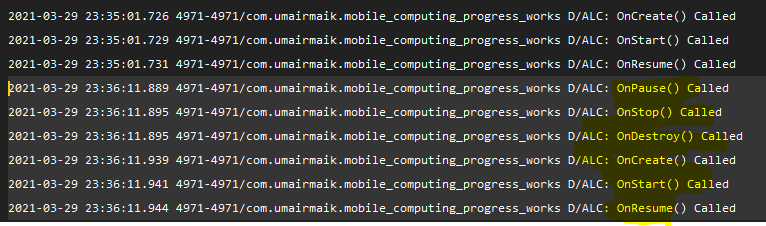 2021-03-29 23:35:01.726 4971-4971/com.umairmaik.mobile_computing_progress_works D/ALC: OnCreate() Called
2021-03-29 23:35:01.729 4971-4971/com.umairmaik.mobile_computing_progress_works D/ALC: OnStart() Called
2021-03-29 23:35:01.731 4971-4971/com.umairmaik.mobile_computing_progress_works D/ALC: OnResume() Called
2021-03-29 23:36:11.889 4971-4971/com.umairmaik.mobile_computing_progress_works D/ALC: OnPause() Called
2021-03-29 23:36:11.895 4971-4971/com.umairmaik.mobile_computing_progress_works D/ALC: OnStop() Called
2021-03-29 23:36:11.895 4971-4971/com.umairmaik.mobile_computing_progress_works D/ALC: OnDestroy() Called
2021-03-29 23:36:11.939 4971-4971/com.umairmaik.mobile_computing_progress_works D/ALC: OnCreate() Called
2021-03-29 23:36:11.941 4971-4971/com.umairmaik.mobile_computing_progress_works D/ALC: OnStart() Called
2021-03-29 23:36:11.944 4971-4971/com.umairmaik.mobile_computing_progress_works D/ALC: OnResume() Called